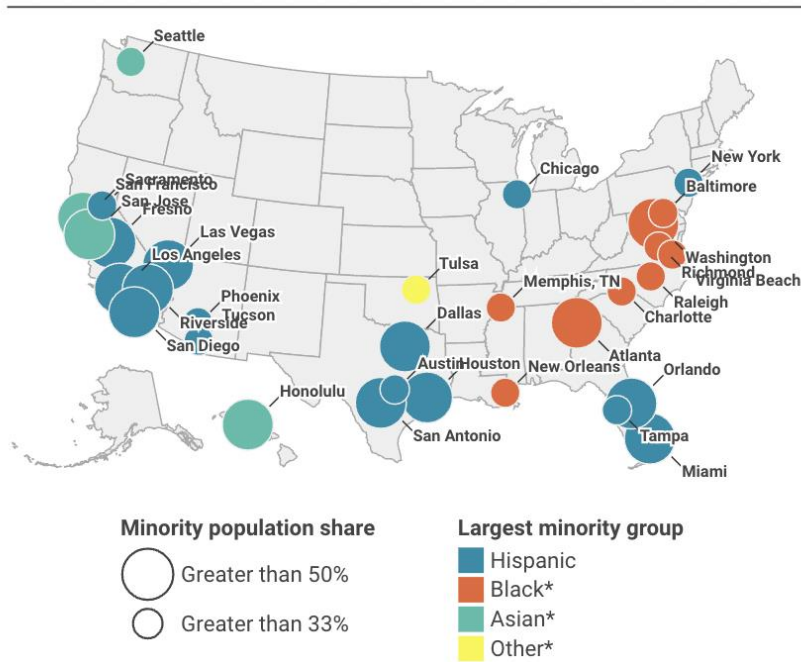 Seattle
Sacramento
San Francisco
San Jose
Fresno
Las Vegas
Los Angeles
Phoenix
Tucson
Riverside
San Diego
Honolulu
Chicago
New York
Baltimore
Tulsa
Washington
Richmond
Virginia Beach
Memphis, TN
Raleigh
Charlotte
Dallas
Atlanta
Austin
Houston
New Orleans
Orlando
San Antonio
Tampa
Miami
Minority population share
Greater than 50%
Greater than 33%
Largest minority group
Hispanic
Black*
Asian*
Other*